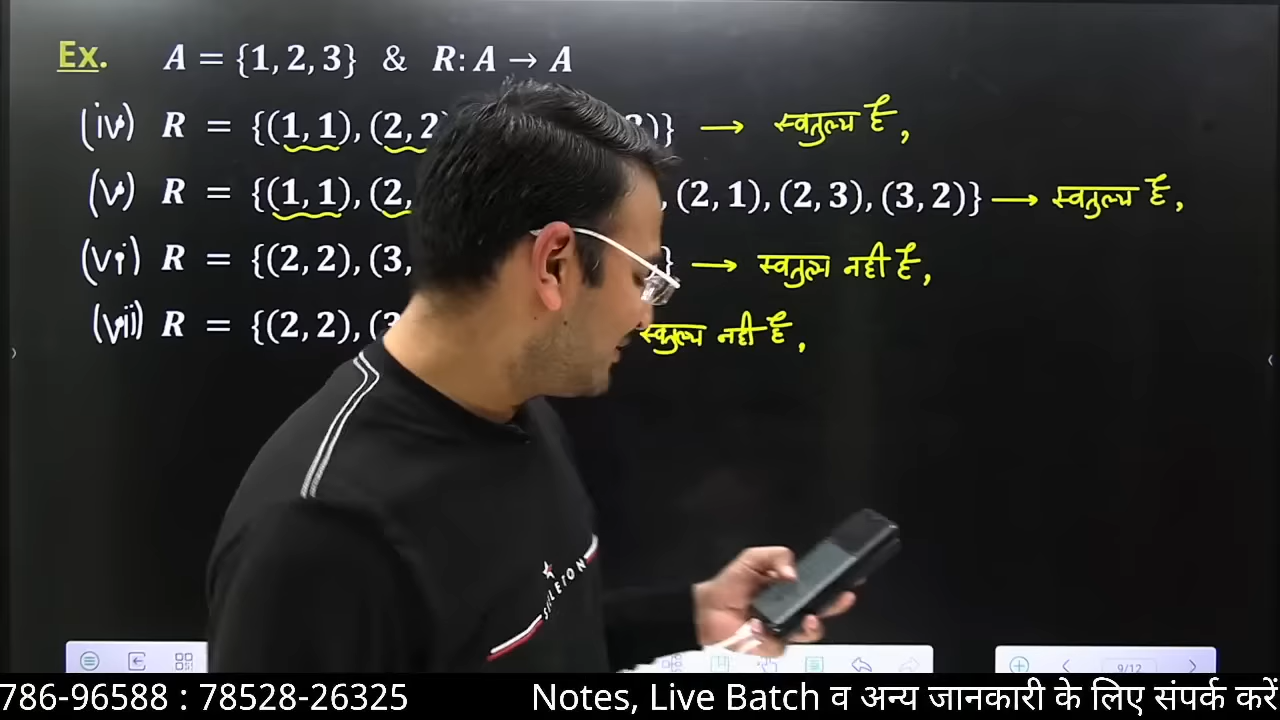 Ex. A = {1, 2, 3} & R: A → A
(iv) R = {(1, 1), (2, 2 )} → स्वतुल्य है,
(v) R = {(1, 1), (2, , (2, 1), (2, 3), (3, 2)} → स्वतुल्य है,
(vi) R = {(2, 2), (3, } → स्वतुल्य नही है,
(vii) R = {(2, 2), ( स्वतुल्य नही है,
9/12
786-96588 : 78528-26325 Notes, Live Batch व अन्य जानकारी के लिए संपर्क करें